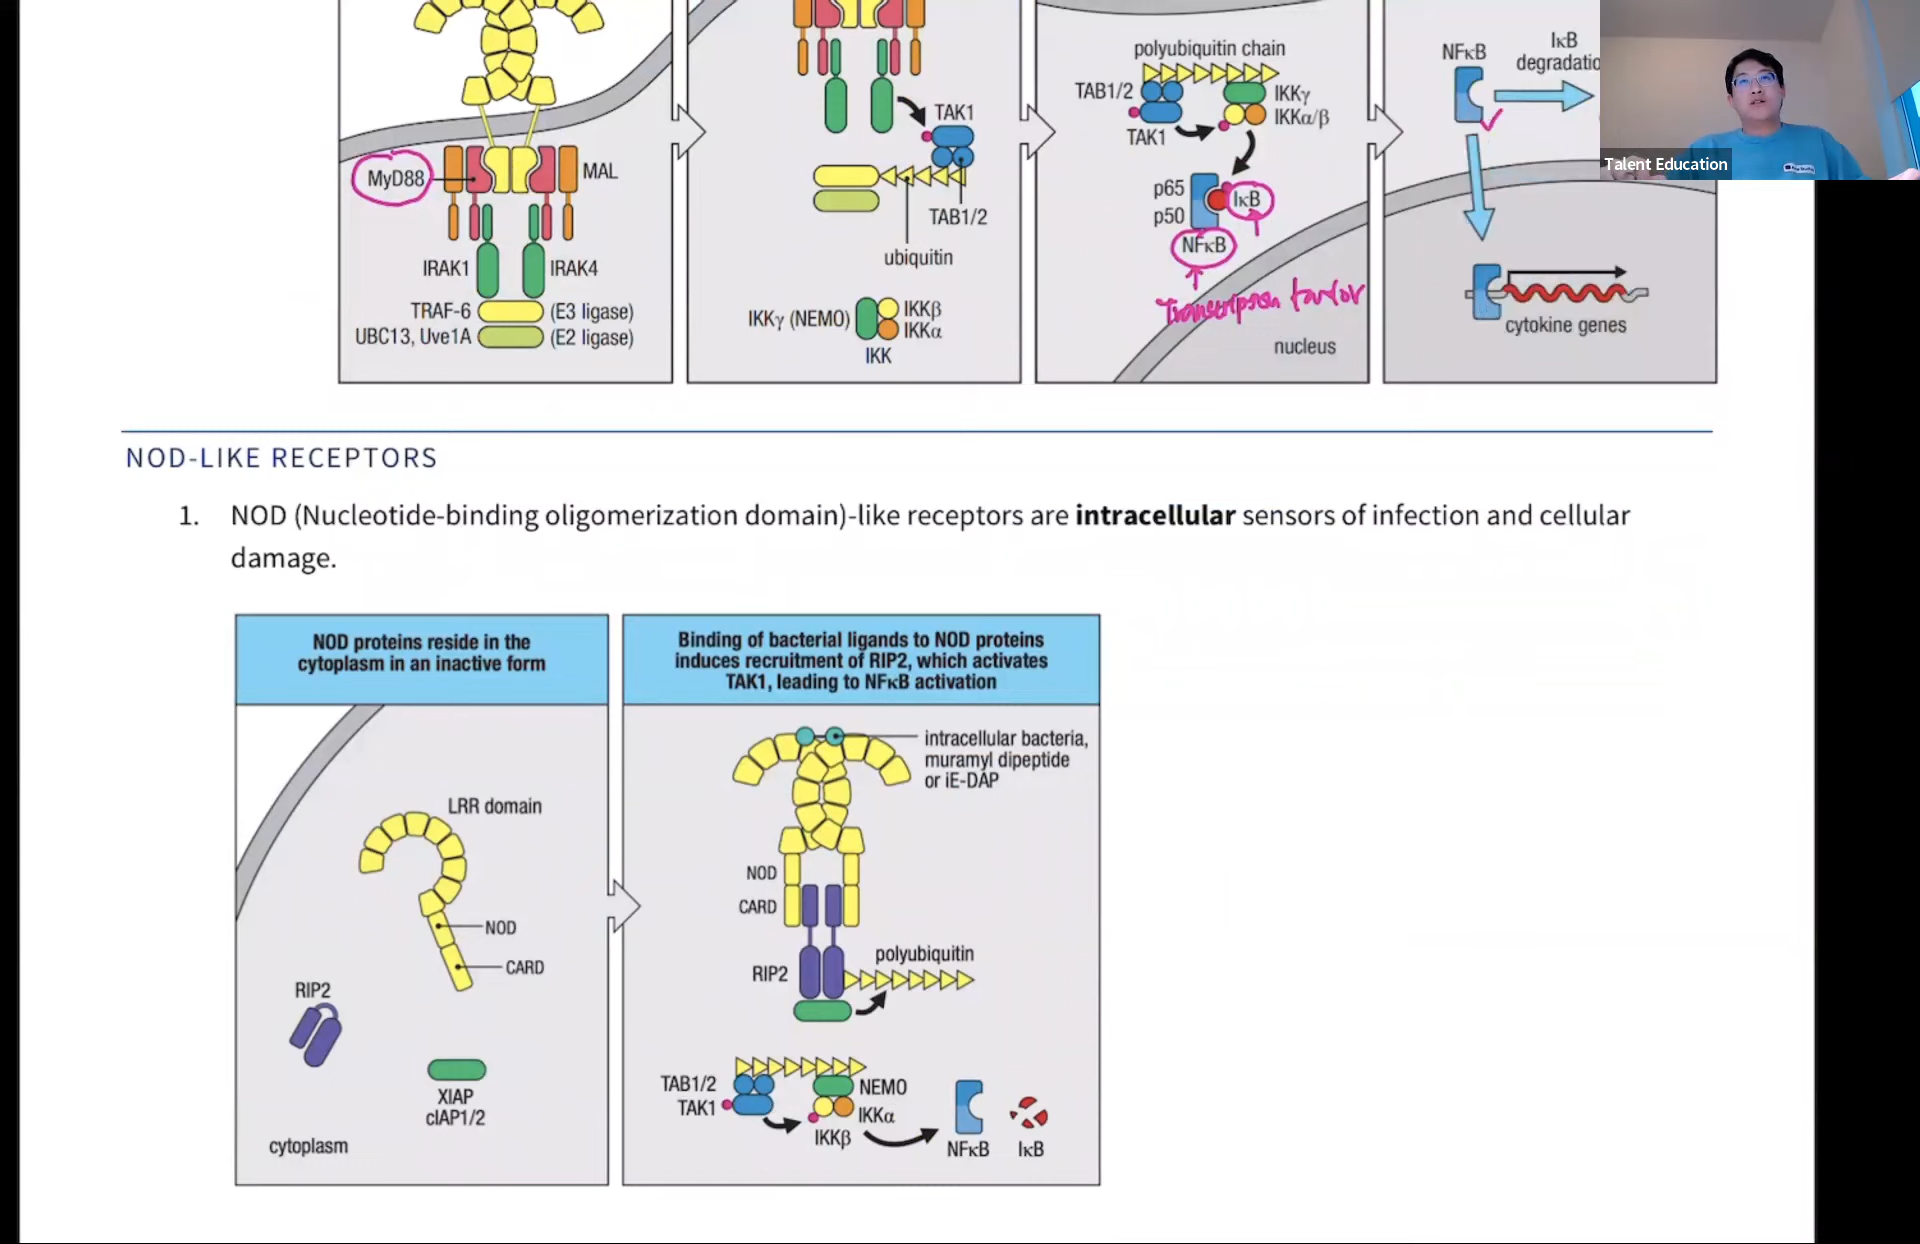 polyubiquitin chain
TAB1/2
TAK1
IKKγ
IKKα/β
p65
p50
IκB
NFκB
Transcription factor
nucleus
NFκB
IκB
degradatio
Talent Education
cytokine genes
MyD88
MAL
IRAK1
IRAK4
TRAF-6
(E3 ligase)
UBC13, Uve1A
(E2 ligase)
TAK1
TAB1/2
ubiquitin
IKKγ (NEMO)
IKKβ
IKKα
IKK
NOD-LIKE RECEPTORS
1. NOD (Nucleotide-binding oligomerization domain)-like receptors are intracellular sensors of infection and cellular
damage.
NOD proteins reside in the
cytoplasm in an inactive form
LRR domain
NOD
CARD
RIP2
XIAP
cIAP1/2
cytoplasm
Binding of bacterial ligands to NOD proteins
induces recruitment of RIP2, which activates
TAK1, leading to NFκB activation
intracellular bacteria,
muramyl dipeptide
or iE-DAP
NOD
CARD
RIP2
polyubiquitin
TAB1/2
TAK1
NEMO
IKKα
IKKβ
NFκB
IκB